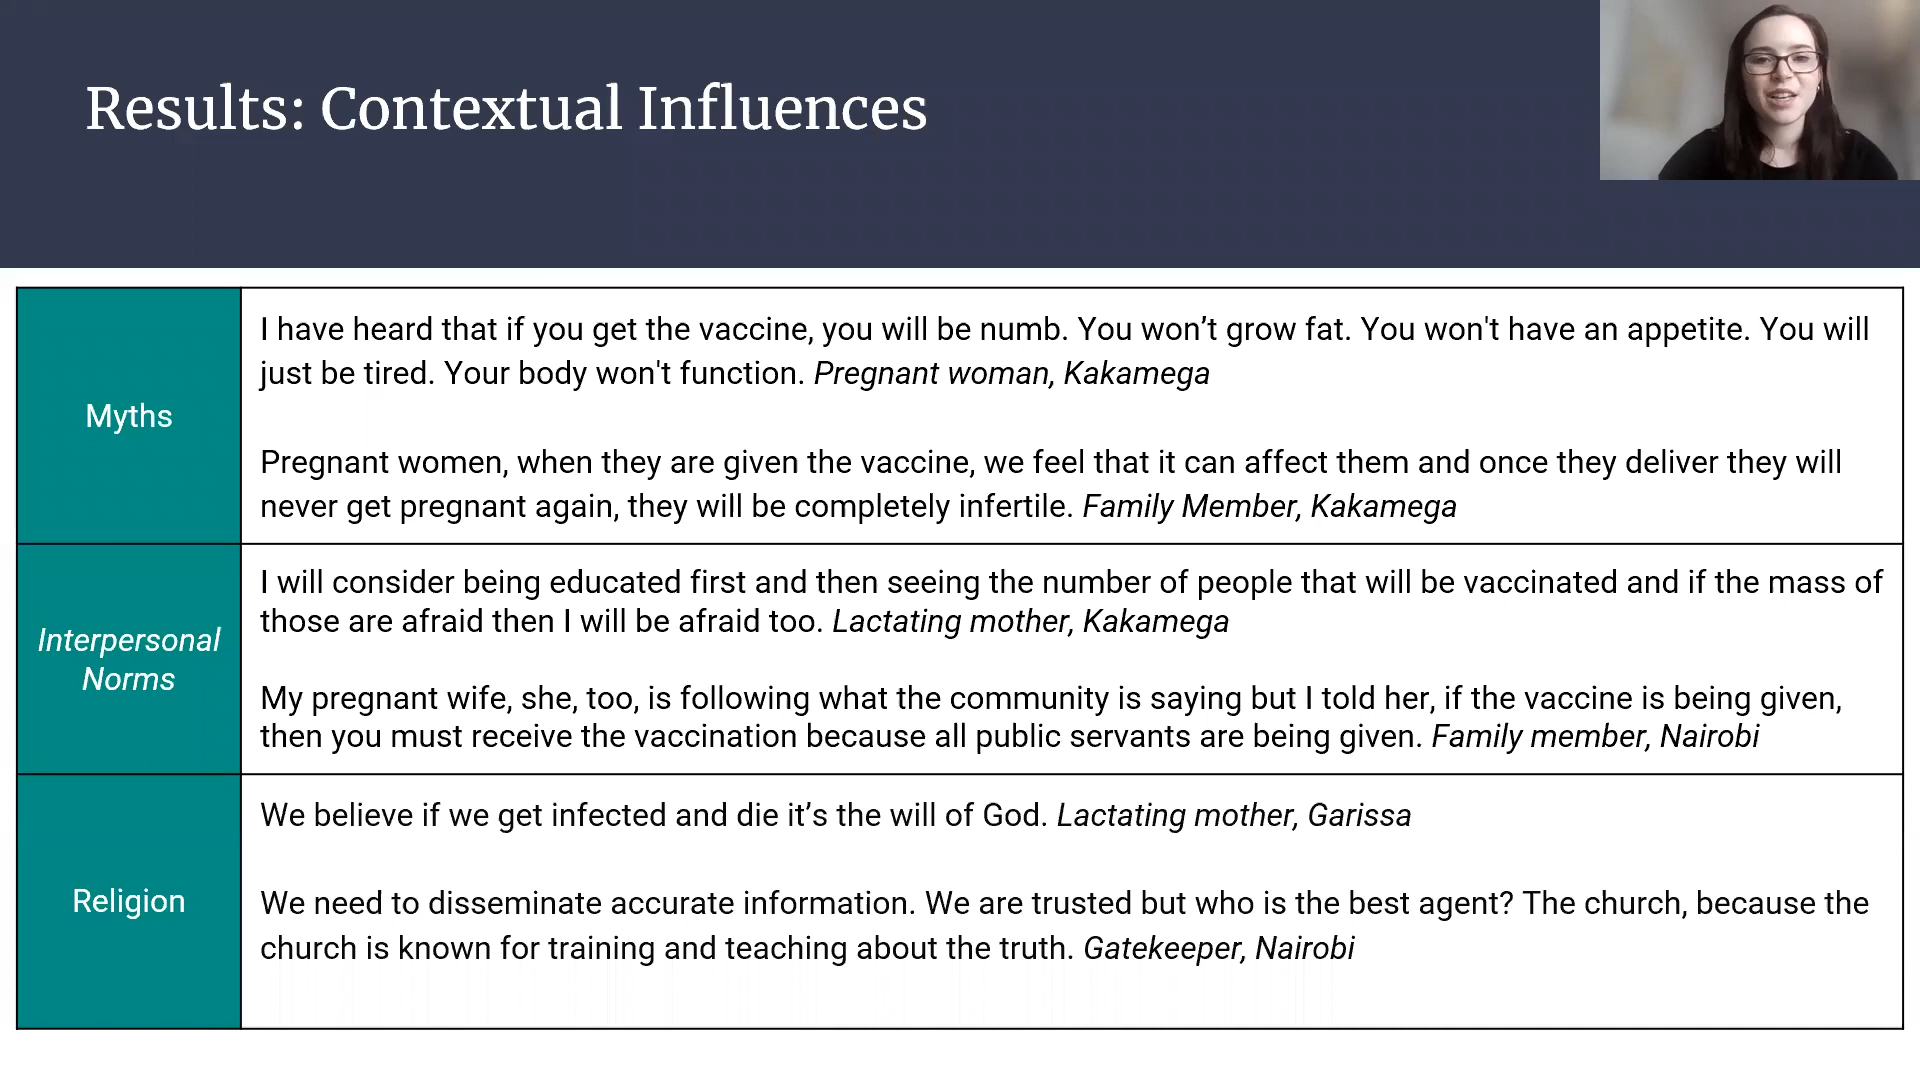 Results: Contextual Influences
Myths
I have heard that if you get the vaccine, you will be numb. You won’t grow fat. You won't have an appetite. You will
just be tired. Your body won't function. Pregnant woman, Kakamega
Pregnant women, when they are given the vaccine, we feel that it can affect them and once they deliver they will
never get pregnant again, they will be completely infertile. Family Member, Kakamega
Interpersonal
Norms
I will consider being educated first and then seeing the number of people that will be vaccinated and if the mass of
those are afraid then I will be afraid too. Lactating mother, Kakamega
My pregnant wife, she, too, is following what the community is saying but I told her, if the vaccine is being given,
then you must receive the vaccination because all public servants are being given. Family member, Nairobi
Religion
We believe if we get infected and die it’s the will of God. Lactating mother, Garissa
We need to disseminate accurate information. We are trusted but who is the best agent? The church, because the
church is known for training and teaching about the truth. Gatekeeper, Nairobi